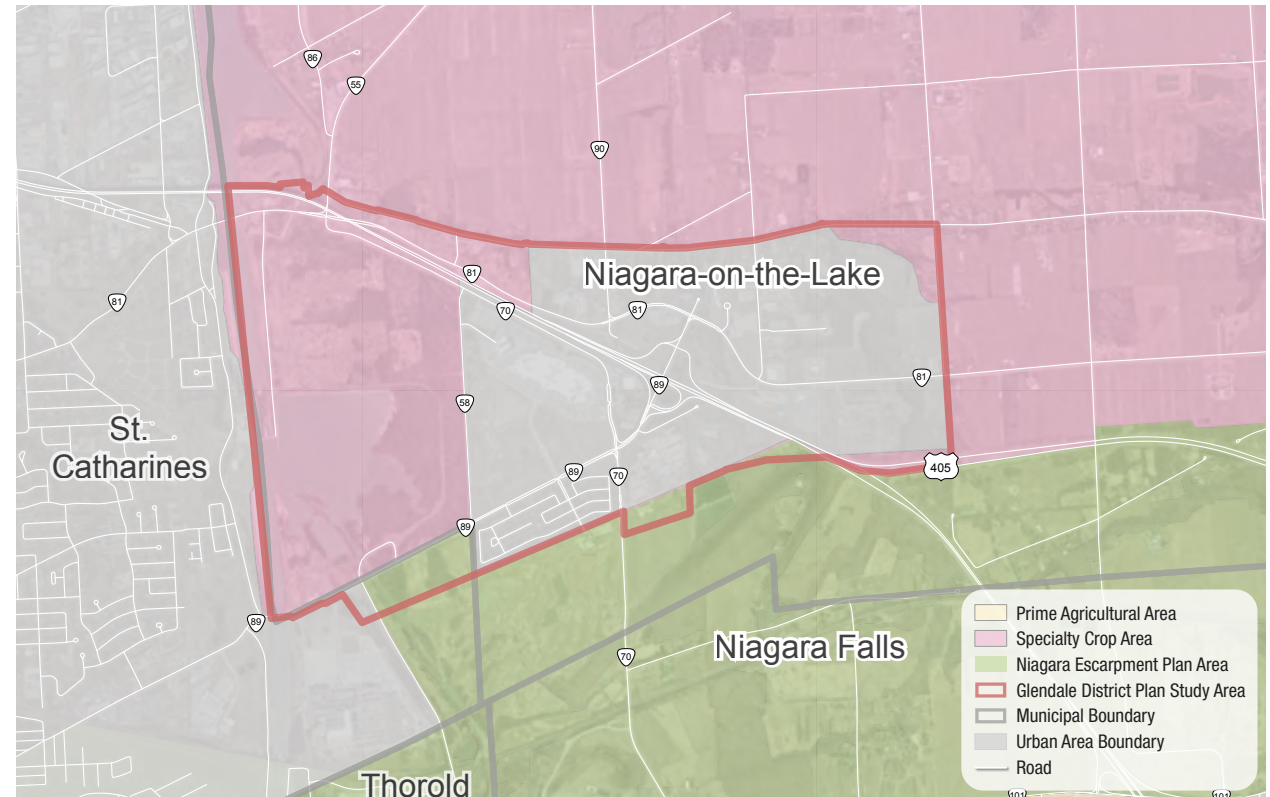 86
55
90
81
Niagara-on-the-Lake
81
70
81
89
81
58
St.
Catharines
89
70
405
89
89
Niagara Falls
70
Thorold
Prime Agricultural Area
Specialty Crop Area
Niagara Escarpment Plan Area
Glendale District Plan Study Area
Municipal Boundary
Urban Area Boundary
Road
101
101